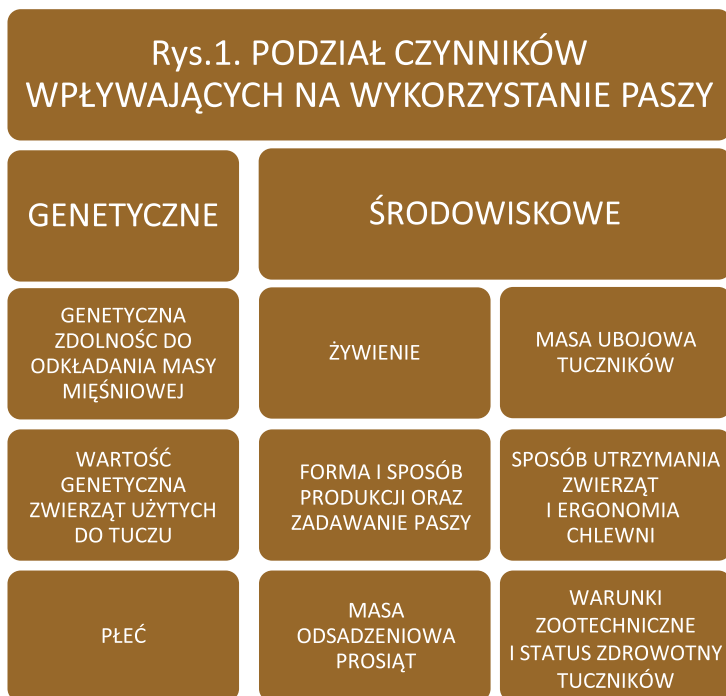 Rys.1. PODZIAŁ CZYNNIKÓW
WPŁYWAJĄCYCH NA WYKORZYSTANIE PASZY
GENETYCZNE
ŚRODOWISKOWE
GENETYCZNA
ZDOLNOŚC DO
ODKŁADANIA MASY
MIĘŚNIOWEJ
ŻYWIENIE
MASA UBOJOWA
TUCZNIKÓW
WARTOŚĆ
GENETYCZNA
ZWIERZĄT UŻYTYCH
DO TUCZU
FORMA I SPOSÓB
PRODUKCJI ORAZ
ZADAWANIE PASZY
SPOSÓB UTRZYMANIA
ZWIERZĄT
I ERGONOMIA
CHLEWNI
PŁEĆ
MASA
ODSADZENIOWA
PROSIĄT
WARUNKI
ZOOTECHNICZNE
I STATUS ZDROWOTNY
TUCZNIKÓW